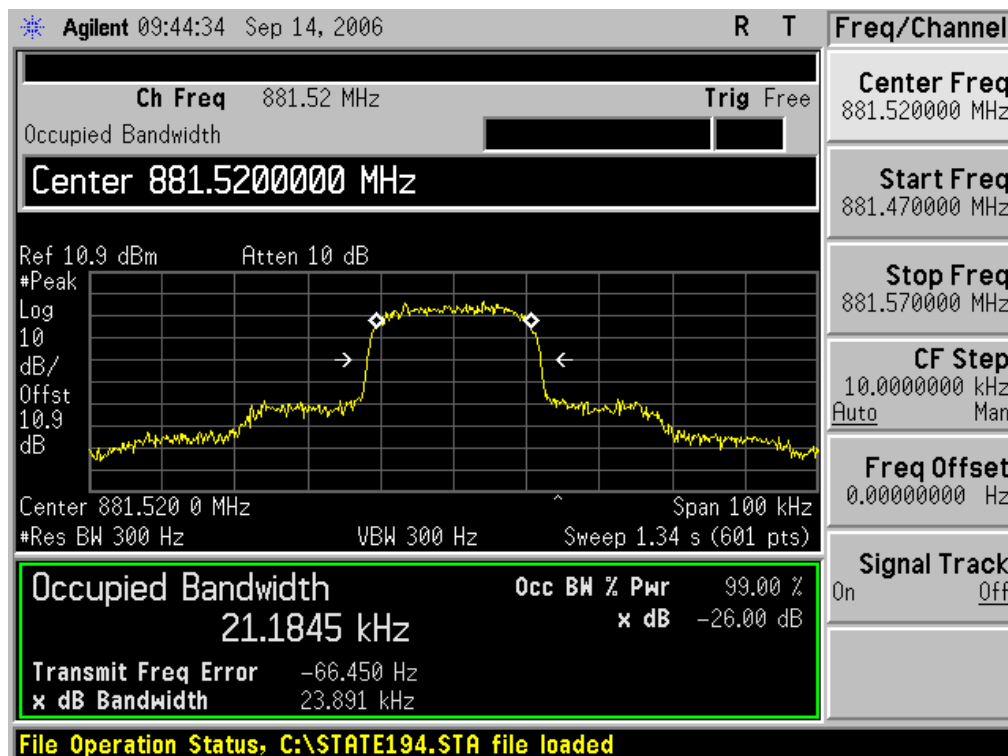 Agilent 09:44:34 Sep 14, 2006 R T
Freq/Channel
Ch Freq 881.52 MHz Trig Free
Occupied Bandwidth
Center 881.5200000 MHz
Ref 10.9 dBm Atten 10 dB
#Peak
Log
10
dB/
Offst
10.9
dB
Center 881.520 0 MHz Span 100 kHz
#Res BW 300 Hz VBW 300 Hz Sweep 1.34 s (601 pts)
Occupied Bandwidth
21.1845 kHz
Occ BW % Pwr 99.00 %
x dB -26.00 dB
Transmit Freq Error -66.450 Hz
x dB Bandwidth 23.891 kHz
File Operation Status, C:\STATE194.STA file loaded
Center Freq
881.520000 MHz
Start Freq
881.470000 MHz
Stop Freq
881.570000 MHz
CF Step
10.0000000 kHz
Auto Man
Freq Offset
0.00000000 Hz
Signal Track
On Off